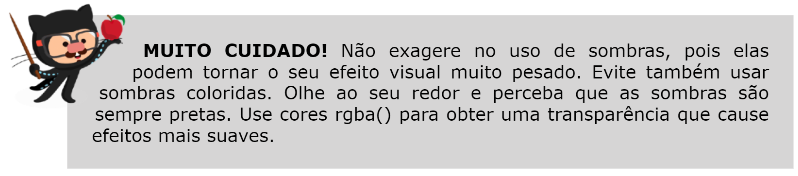 MUITO CUIDADO! Não exagere no uso de sombras, pois elas
podem tornar o seu efeito visual muito pesado. Evite também usar
sombras coloridas. Olhe ao seu redor e perceba que as sombras são
sempre pretas. Use cores rgba() para obter uma transparência que cause
efeitos mais suaves.